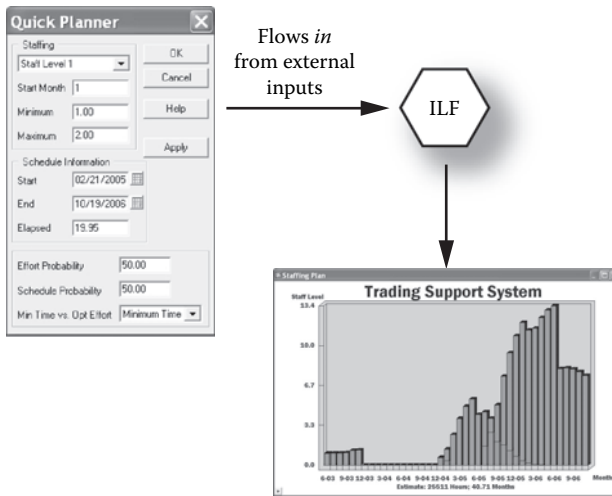 Quick Planner
Staffing
Staff Level 1
Start Month 1
Minimum 1.00
Maximum 2.00
OK
Cancel
Help
Apply
Schedule Information
Start 02/21/2005
End 10/19/2006
Elapsed 19.95
Effort Probability 50.00
Schedule Probability 50.00
Min Time vs. Opt Effort Minimum Time
Flows in
from external
inputs
ILF
Staffing Plan
Trading Support System
Staff Level
13.4
10.0
6.7
3.3
0.0
6-03 9-03 12-03 3-04 6-04 9-04 12-04 3-05 6-05 9-05 12-05 3-06 6-06 9-06 Months
Estimate: 25511 Hours; 40.71 Months